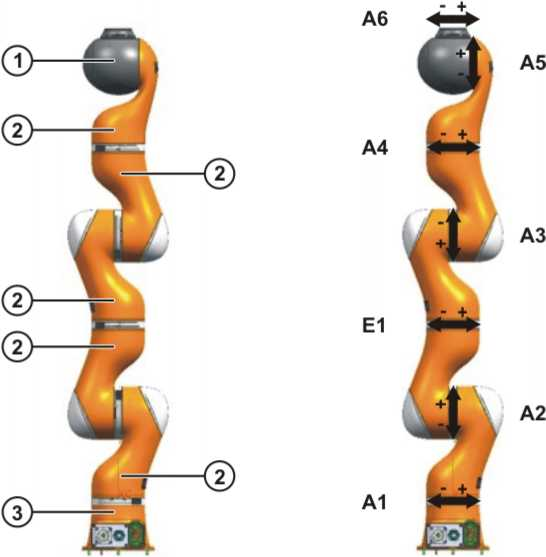 A6
- +
1
+
-
A5
2
A4
- +
2
-
+
A3
2
E1
- +
2
+
-
A2
2
A1
- +
3